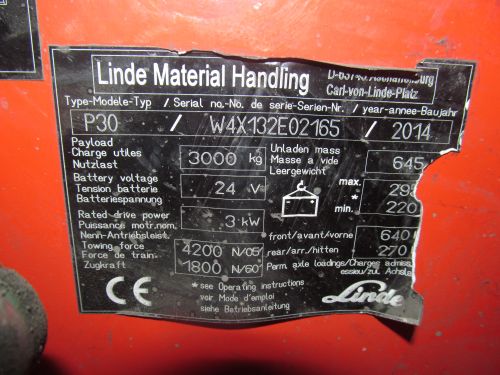 Linde Material Handling
Carl-von-Linde-Platz
Type-Modele-Typ / Serial no.-No. de serie-Serien-Nr. / year-annee-Baujahr
P30 / W4X132E02165 / 2014
Payload
Charge utiles
Nutzlast
3000 kg
Unladen mass
Masse a vide
Leergewicht
645
Battery voltage
Tension batterie
Batteriespannung
24 V
max.
*
min.
220
Rated drive power
Puissance motr.nom.
Nenn-Antriebsleist.
3 kW
front/avant/vorne
640
Towing force
Force de train:
Zugkraft
4200 N/05'
1800 N/60'
rear/arr./hitten
270
Perm. axle loadings/Charges admiss.
essieu/zul. Achsla
*see Operating instructions
voir Mode d'emploi
siehe Betriebsanleitung
CE
Linde